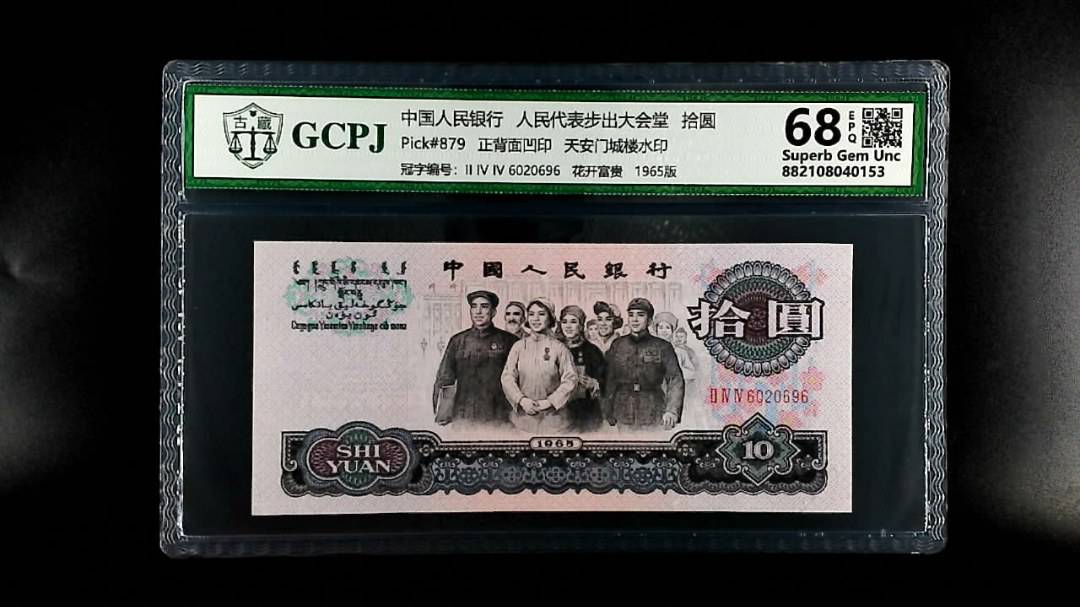 古 藏
GCPJ
中国人民银行 人民代表步出大会堂 拾圆
Pick#879 正背面凹印 天安门城楼水印
冠字编号：II IV IV 6020696 花开富贵 1965版
68 EPQ
Superb Gem Unc
882108040153
中國人民銀行
拾圓
II IV IV 6020696
1965
SHI
YUAN
10